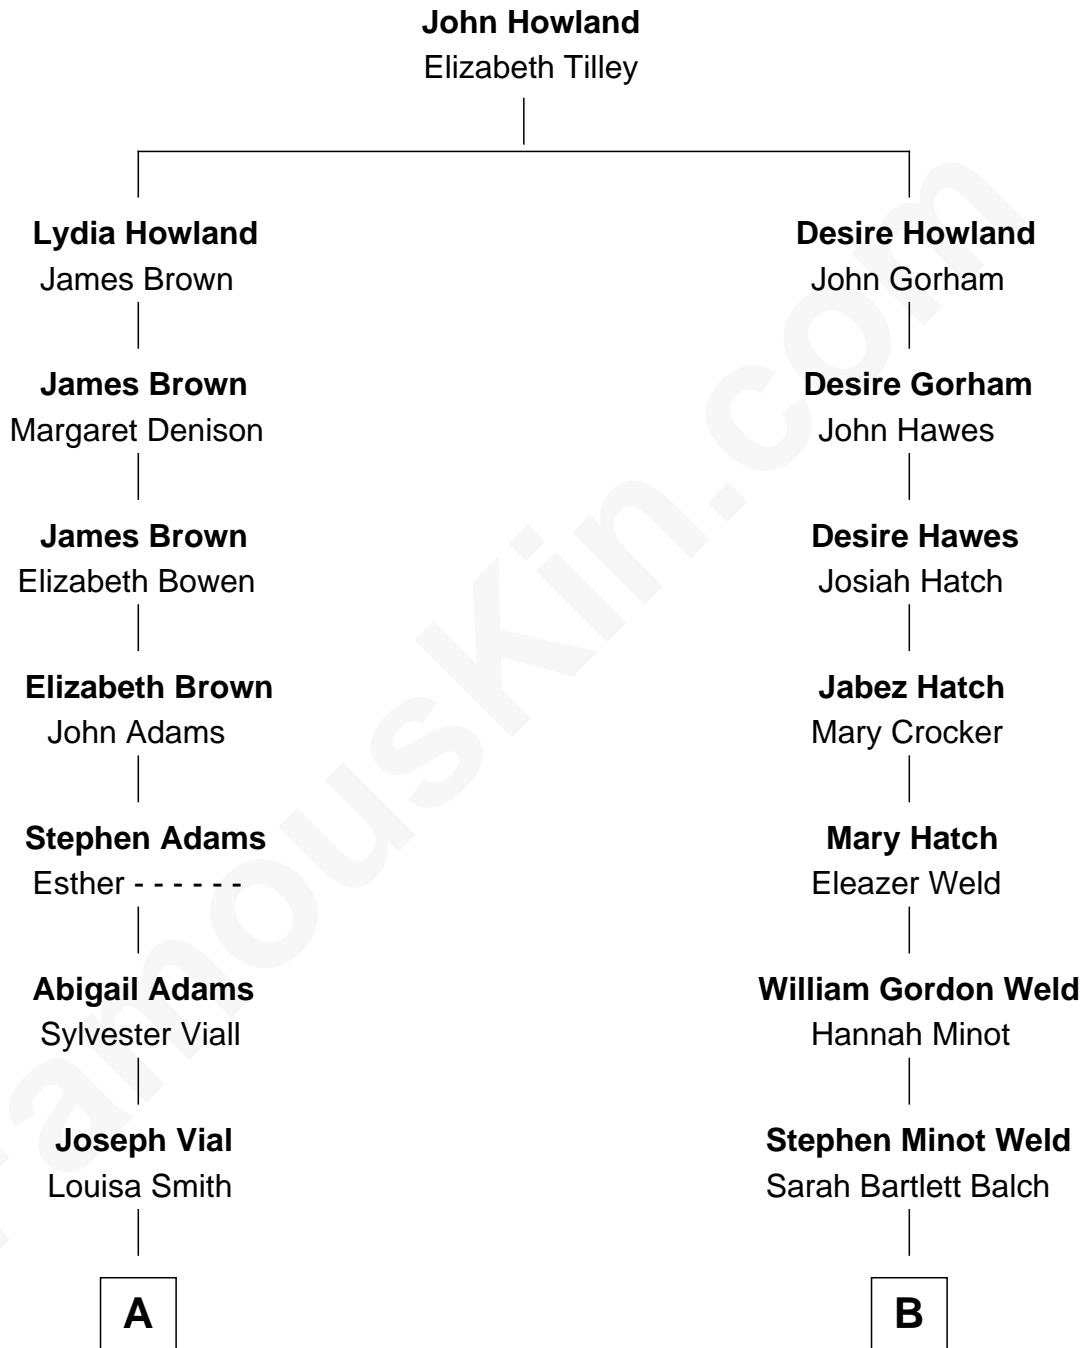 John Howland
Elizabeth Tilley
Lydia Howland
James Brown
Desire Howland
John Gorham
James Brown
Margaret Denison
Desire Gorham
John Hawes
James Brown
Elizabeth Bowen
Desire Hawes
Josiah Hatch
Elizabeth Brown
John Adams
Jabez Hatch
Mary Crocker
Stephen Adams
Esther - - - - - -
Mary Hatch
Eleazer Weld
Abigail Adams
Sylvester Viall
William Gordon Weld
Hannah Minot
Joseph Vial
Louisa Smith
Stephen Minot Weld
Sarah Bartlett Balch
A
B
FamousKin.com